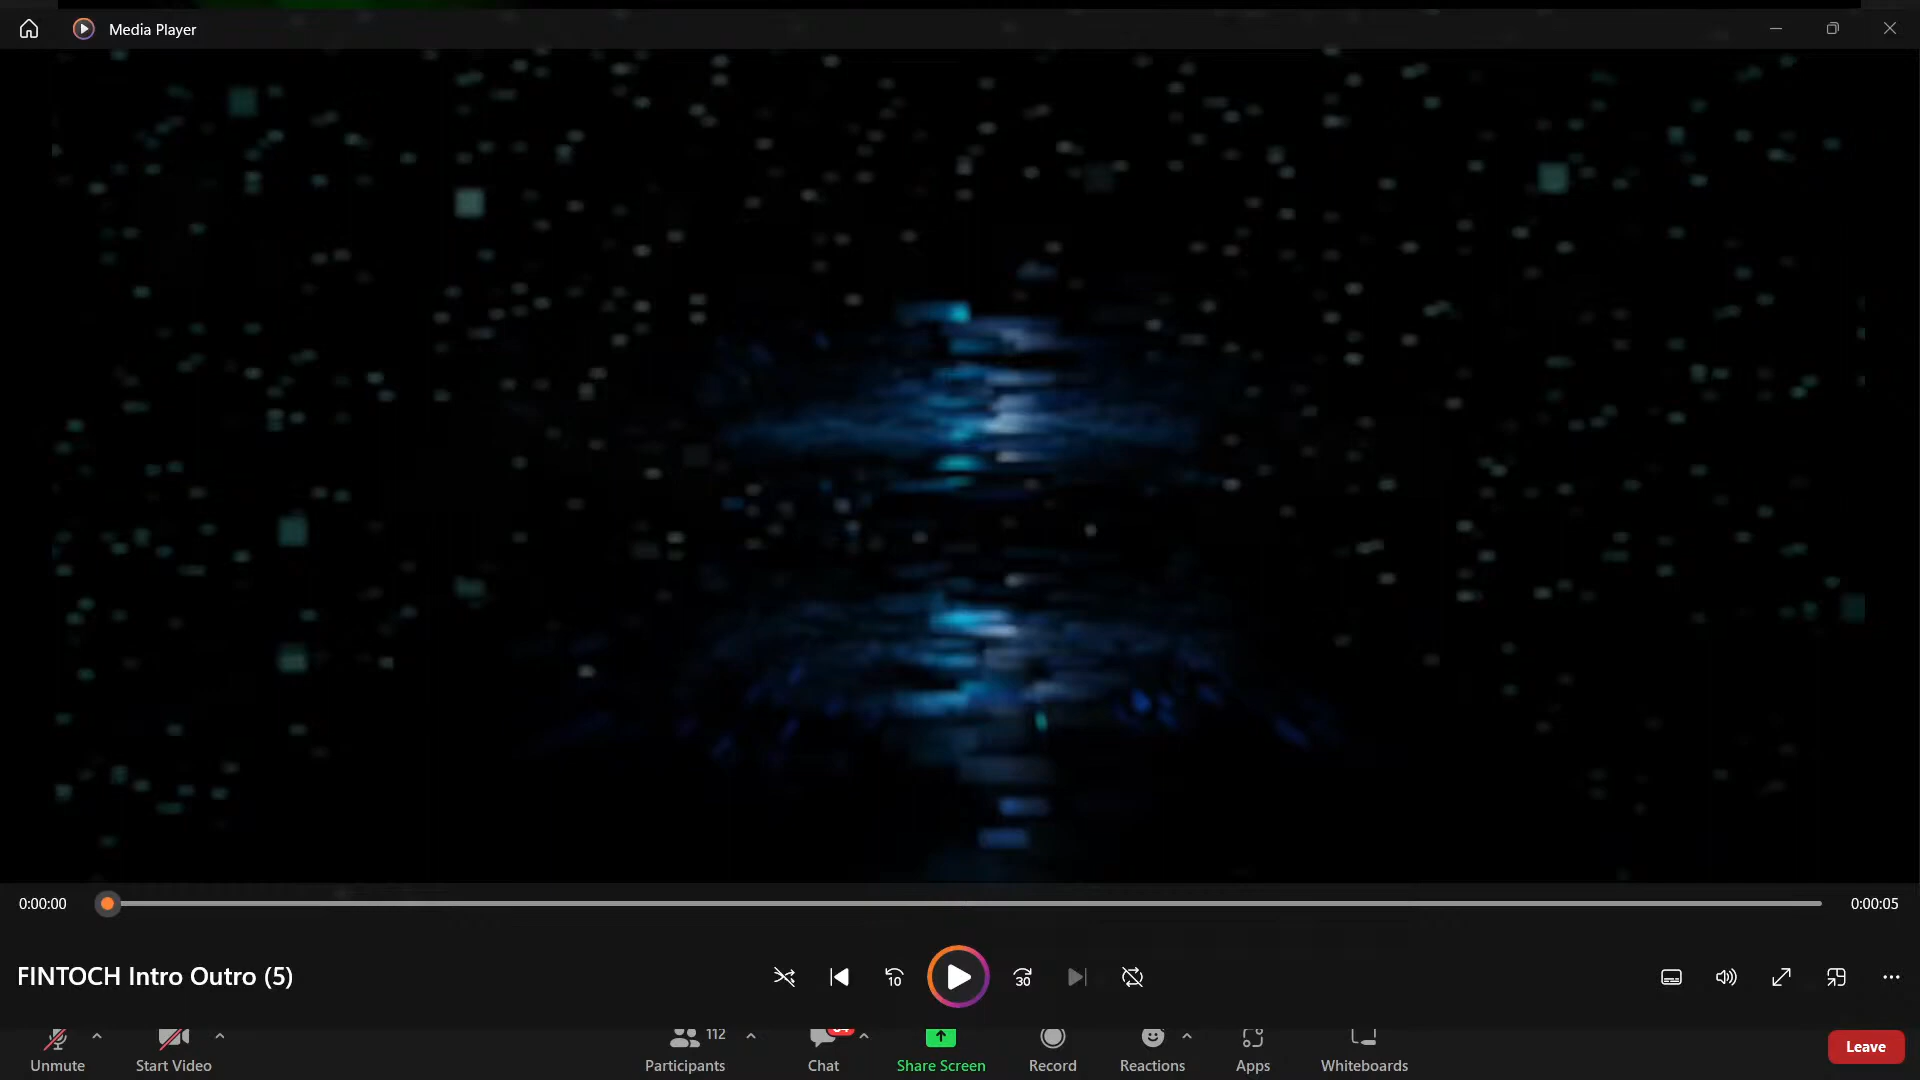 Media Player
0:00:00
0:00:05
FINTOCH Intro Outro (5)
10
30
112
Unmute
Start Video
Participants
Chat
Share Screen
Record
Reactions
Apps
Whiteboards
Leave